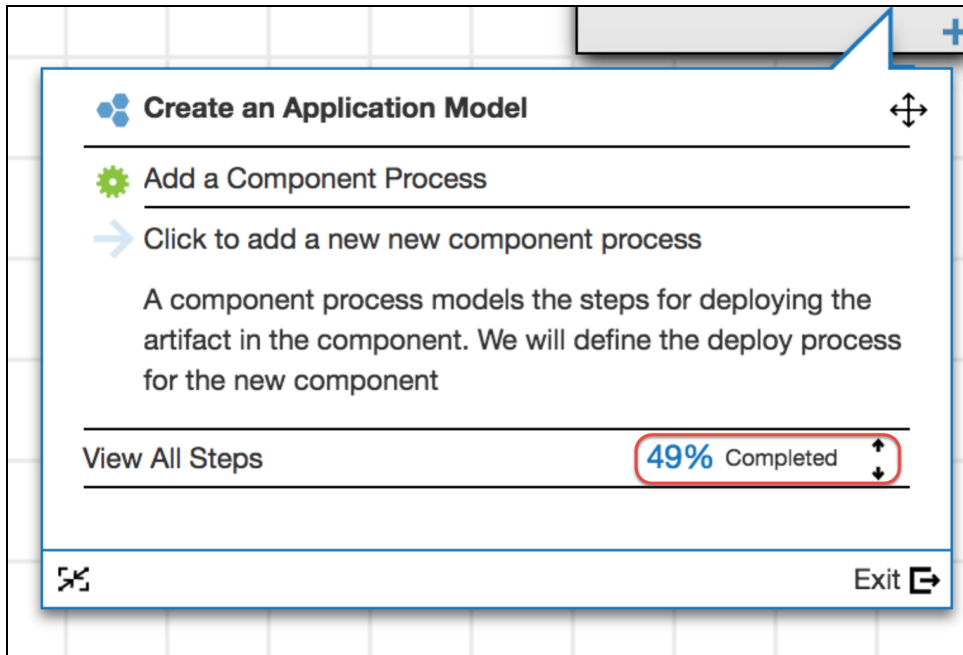 Create an Application Model
Add a Component Process
Click to add a new new component process
A component process models the steps for deploying the
artifact in the component. We will define the deploy process
for the new component
View All Steps 49% Completed
Exit